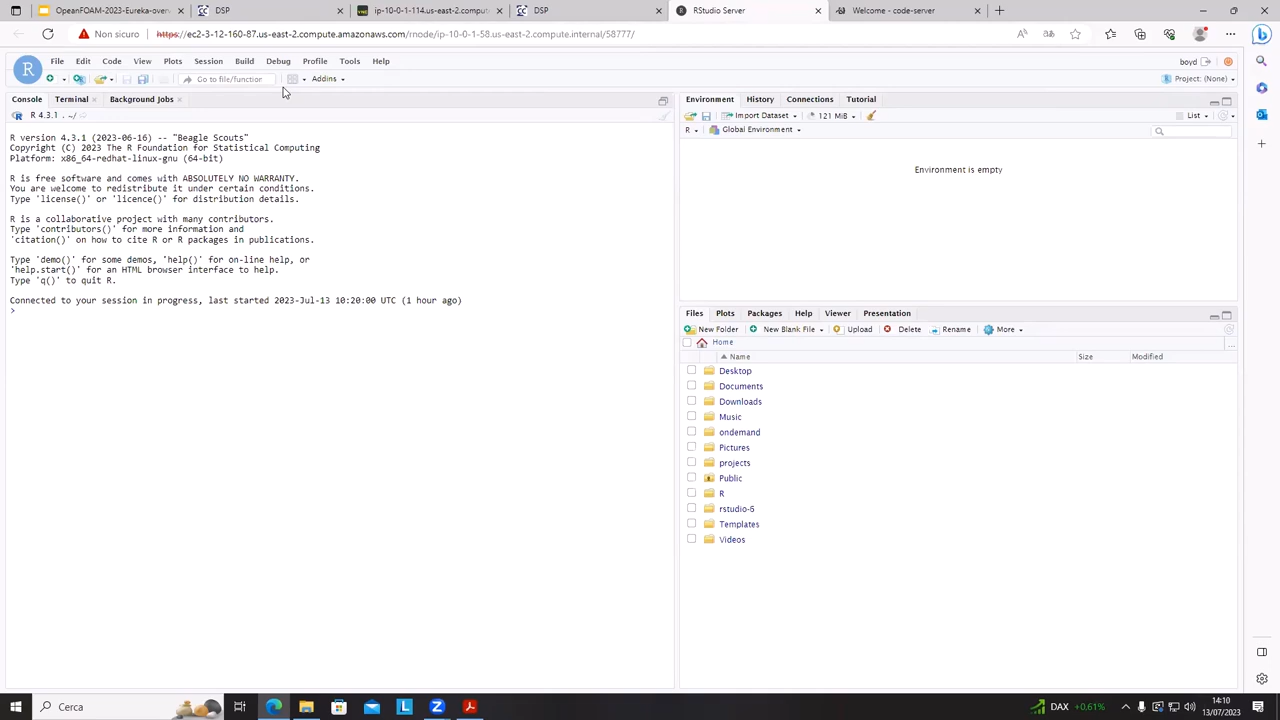 OpeanFOAM-2023-Eureka-over
DSP
ip-10-0-1-114.us-east-2.comput
DSP
RStudio Server
Welcome - code-server
Non sicuro
https://ec2-3-12-160-87.us-east-2.compute.amazonaws.com/rnode/ip-10-0-1-58.us-east-2.compute.internal/58777/
R
File Edit Code View Plots Session Build Debug Profile Tools Help
boyd
Go to file/function
Addins
Project: (None)
Console Terminal Background Jobs
R 4.3.1 . ~/
R version 4.3.1 (2023-06-16) -- "Beagle Scouts"
Copyright (C) 2023 The R Foundation for Statistical Computing
Platform: x86_64-redhat-linux-gnu (64-bit)
R is free software and comes with ABSOLUTELY NO WARRANTY.
You are welcome to redistribute it under certain conditions.
Type 'license()' or 'licence()' for distribution details.
R is a collaborative project with many contributors.
Type 'contributors()' for more information and
'citation()' on how to cite R or R packages in publications.
Type 'demo()' for some demos, 'help()' for on-line help, or
'help.start()' for an HTML browser interface to help.
Type 'q()' to quit R.
Connected to your session in progress, last started 2023-Jul-13 10:20:00 UTC (1 hour ago)
>
Environment History Connections Tutorial
Import Dataset
121 MiB
List
R
Global Environment
Environment is empty
Files Plots Packages Help Viewer Presentation
New Folder New Blank File Upload Delete Rename More
Home
Name Size Modified
Desktop
Documents
Downloads
Music
ondemand
Pictures
projects
Public
R
rstudio-6
Templates
Videos
Cerca
DAX +0.61%
14:10
13/07/2023